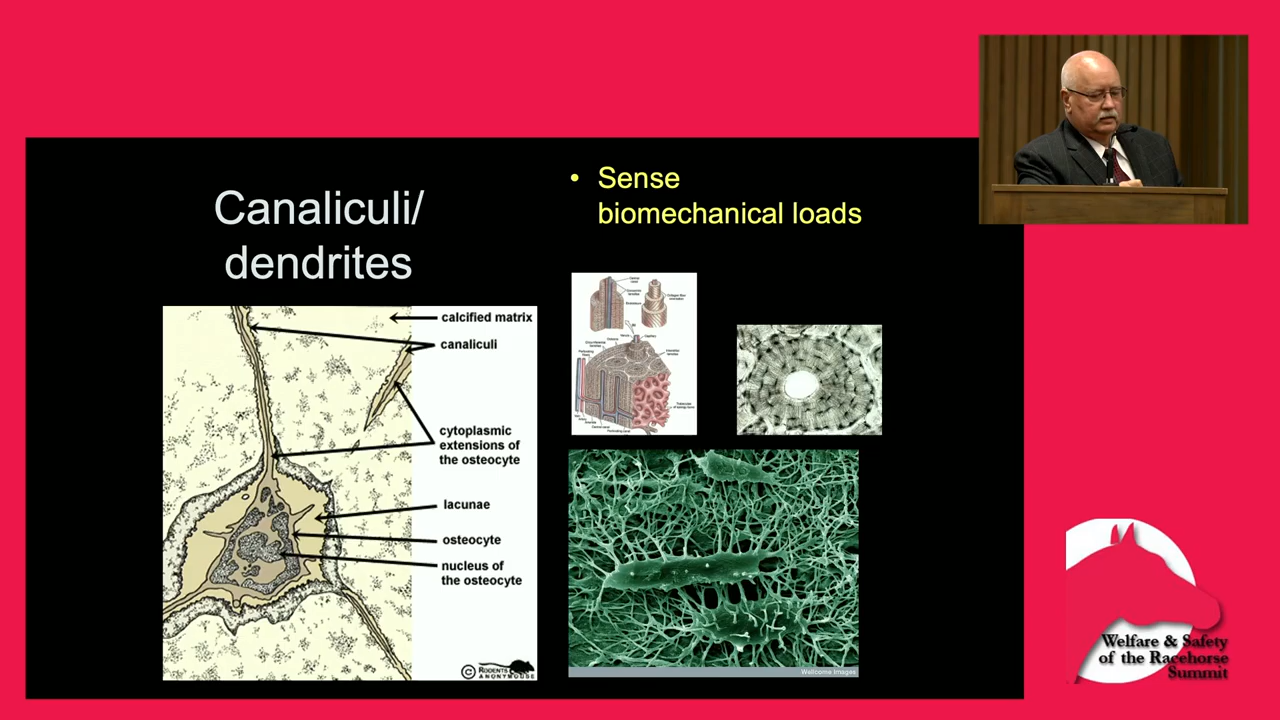 Canaliculi/
dendrites
• Sense
biomechanical loads
calcified matrix
canaliculi
cytoplasmic
extensions of
the osteocyte
lacunae
osteocyte
nucleus of
the osteocyte
© RODENTS
ANONYMOUSE
Wellcome Images
Welfare & Safety
of the Racehorse
Summit